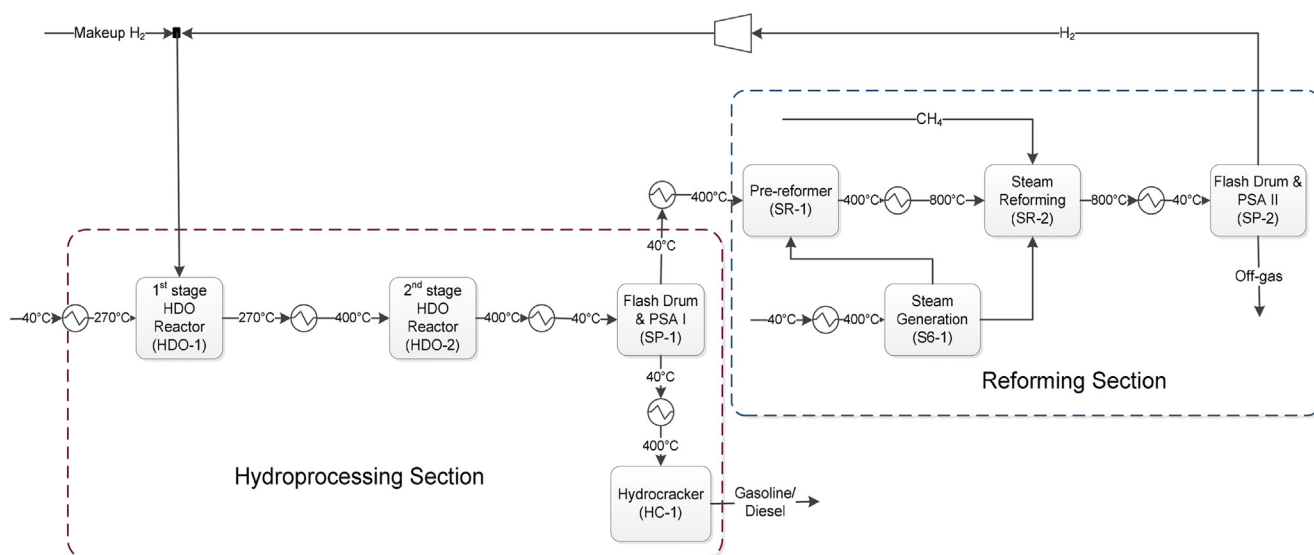 Makeup H₂
H₂
CH₄
400°C
Pre-reformer
(SR-1)
400°C
800°C
Steam
Reforming
(SR-2)
800°C
40°C
Flash Drum &
PSA II
(SP-2)
40°C
Off-gas
40°C
270°C
1st stage
HDO
Reactor
(HDO-1)
270°C
400°C
2nd stage
HDO
Reactor
(HDO-2)
400°C
40°C
Flash Drum
& PSA I
(SP-1)
40°C
400°C
Steam
Generation
(S6-1)
Reforming Section
40°C
400°C
Hydroprocessing Section
Hydrocracker
(HC-1)
Gasoline/
Diesel